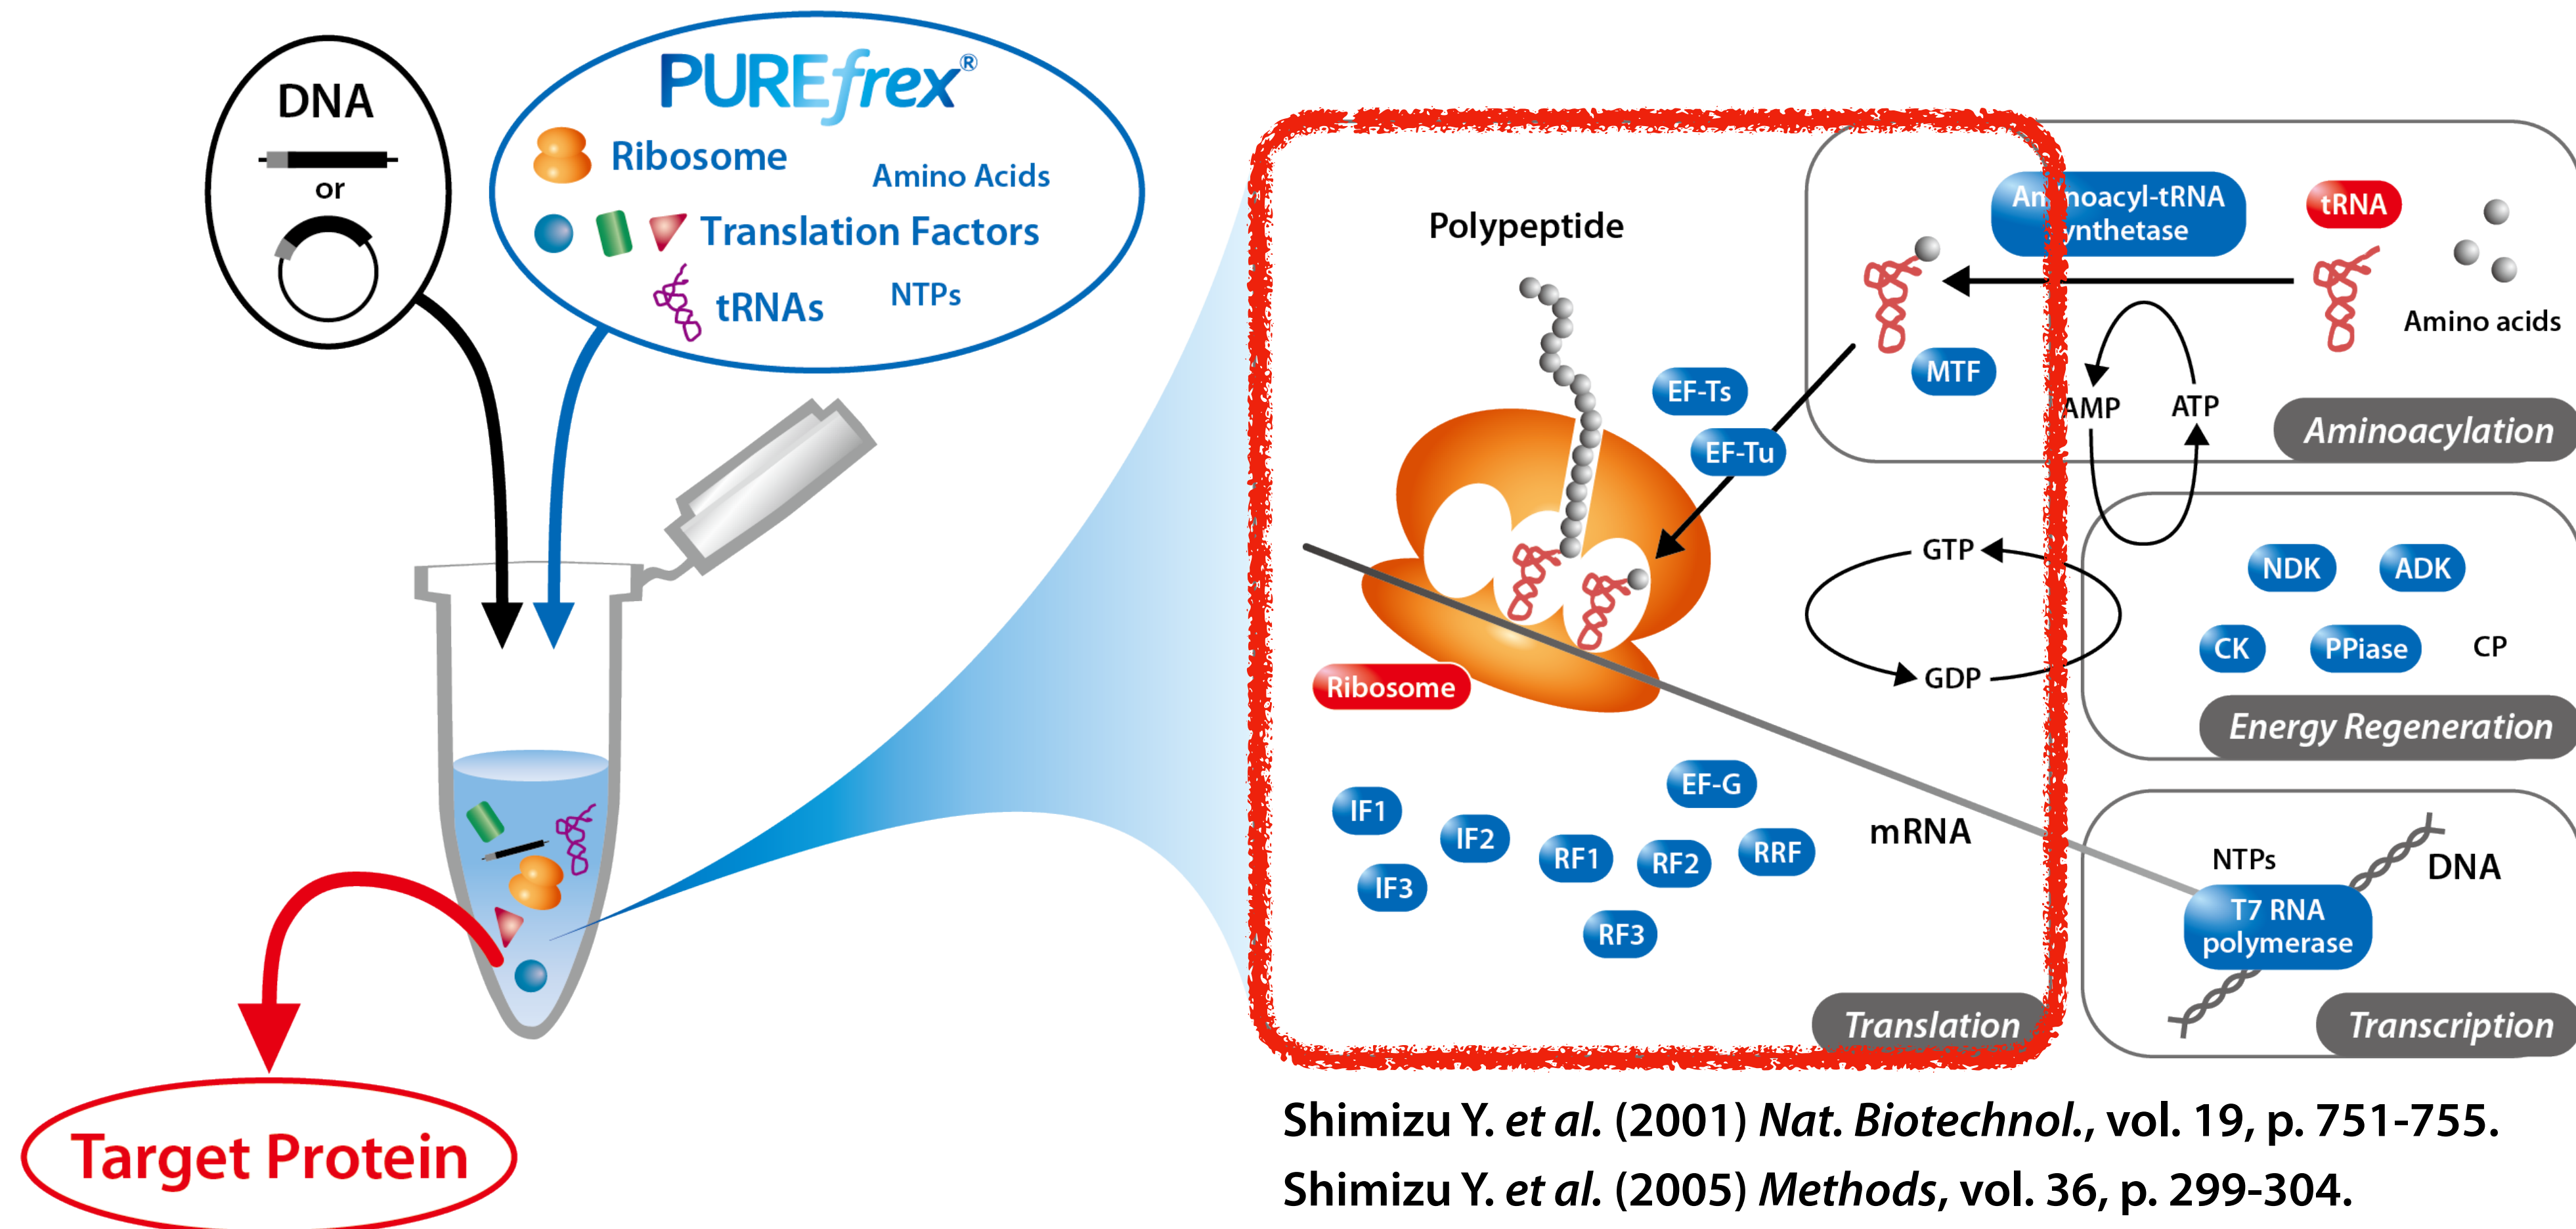 DNA
or
PUREfrex®
Ribosome
Amino Acids
Translation Factors
tRNAs
NTPs
Target Protein
Polypeptide
Aminoacyl-tRNA
Synthetase
tRNA
Amino acids
MTF
EF-Ts
EF-Tu
AMP
ATP
Aminoacylation
GTP
GDP
NDK
ADK
CK
PPiase
CP
Energy Regeneration
Ribosome
EF-G
IF1
IF2
IF3
RF1
RF2
RRF
RF3
mRNA
Translation
NTPs
DNA
T7 RNA
polymerase
Transcription
Shimizu Y. et al. (2001) Nat. Biotechnol., vol. 19, p. 751-755.
Shimizu Y. et al. (2005) Methods, vol. 36, p. 299-304.